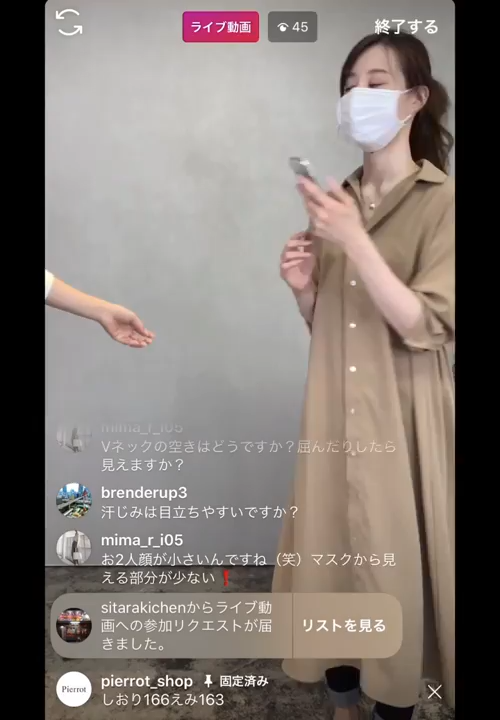 ライブ動画
45
終了する
mima_r_i05
Vネックの空きはどうですか？屈んだりしたら
見えますか？
brenderup3
汗じみは目立ちやすいですか？
mima_r_i05
お2人顔が小さいんですね（笑）マスクから見
える部分が少ない❗
sitarakichenからライブ動
画への参加リクエストが届
きました。
リストを見る
Pierrot
pierrot_shop 固定済み
しおり166えみ163